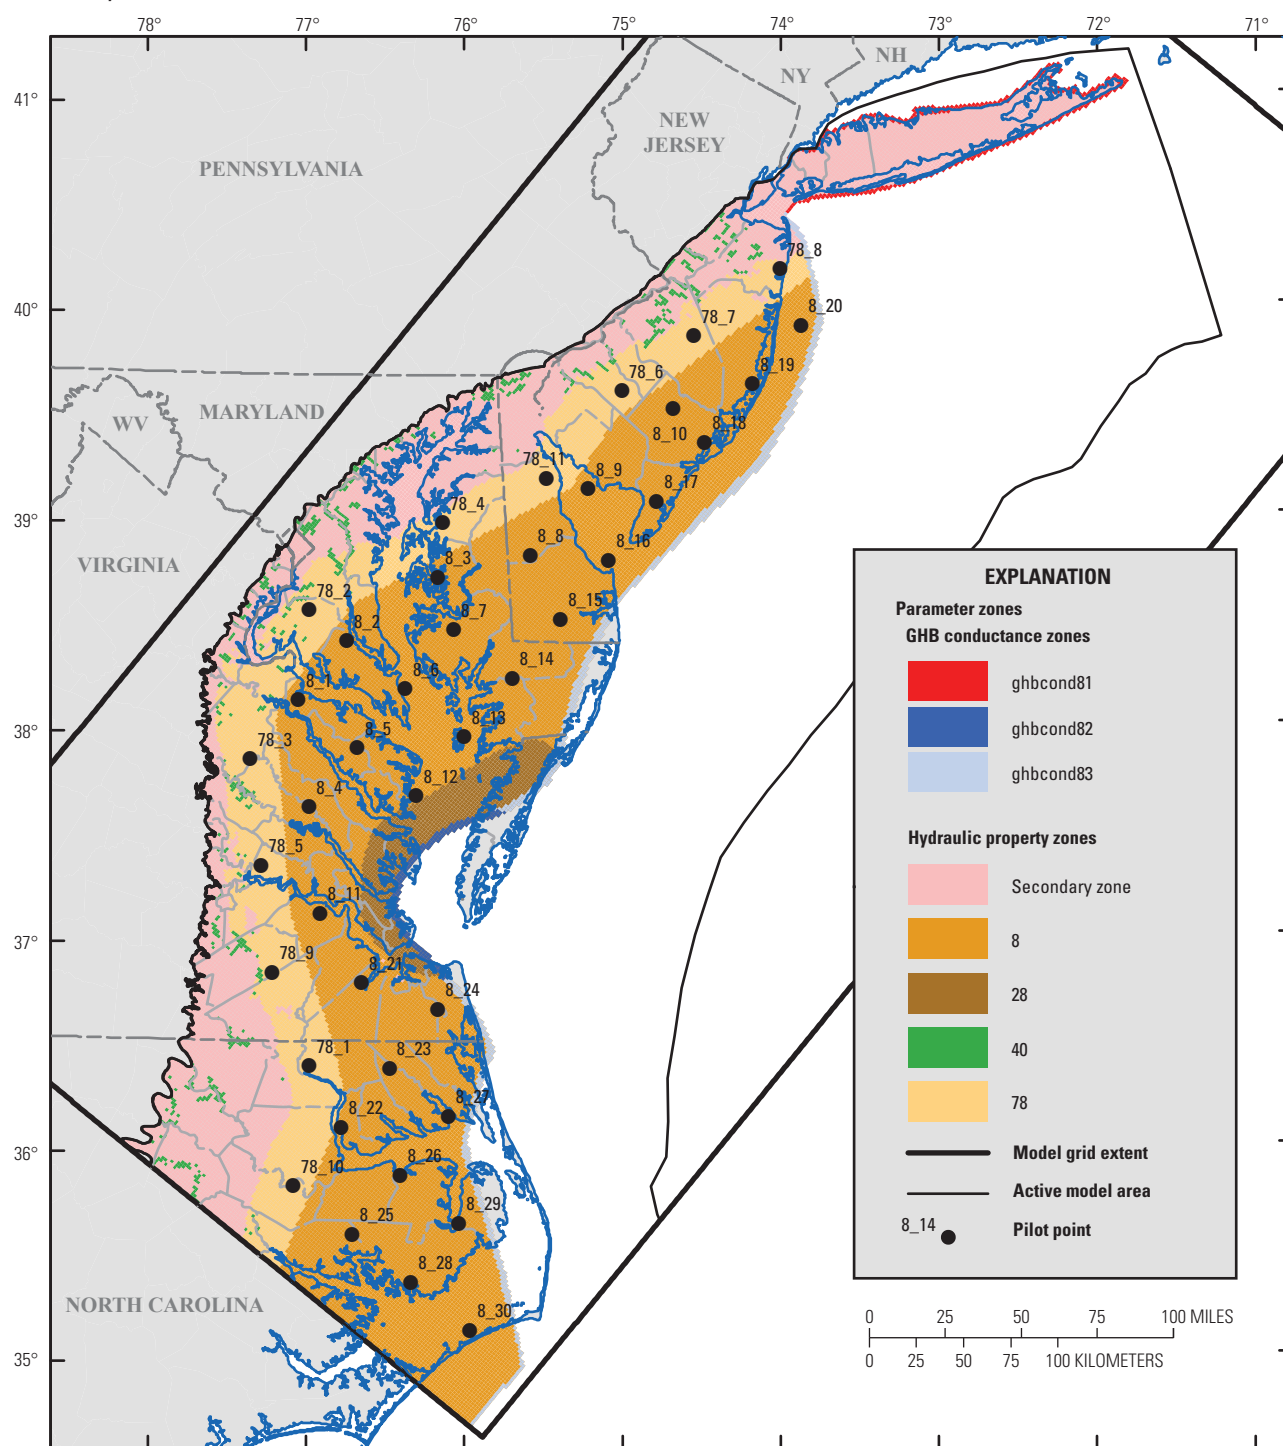 78° 77° 76° 75° 74° 73° 72° 71°
41°
40°
39°
38°
37°
36°
35°
NH
NY
NEW
JERSEY
PENNSYLVANIA
MARYLAND
WV
VIRGINIA
NORTH CAROLINA
78_8
8_20
78_7
8_19
78_6
8_10
8_18
78_11
8_9
8_17
78_4
8_8
8_16
8_3
78_2
8_2
8_7
8_15
8_14
8_1
8_6
8_13
78_3
8_5
8_12
8_4
78_5
8_11
78_9
8_21
8_24
78_1
8_23
8_27
8_22
8_26
78_10
8_29
8_25
8_28
8_30
EXPLANATION
Parameter zones
GHB conductance zones
ghbcond81
ghbcond82
ghbcond83
Hydraulic property zones
Secondary zone
8
28
40
78
Model grid extent
Active model area
8_14 Pilot point
0 25 50 75 100 MILES
0 25 50 75 100 KILOMETERS